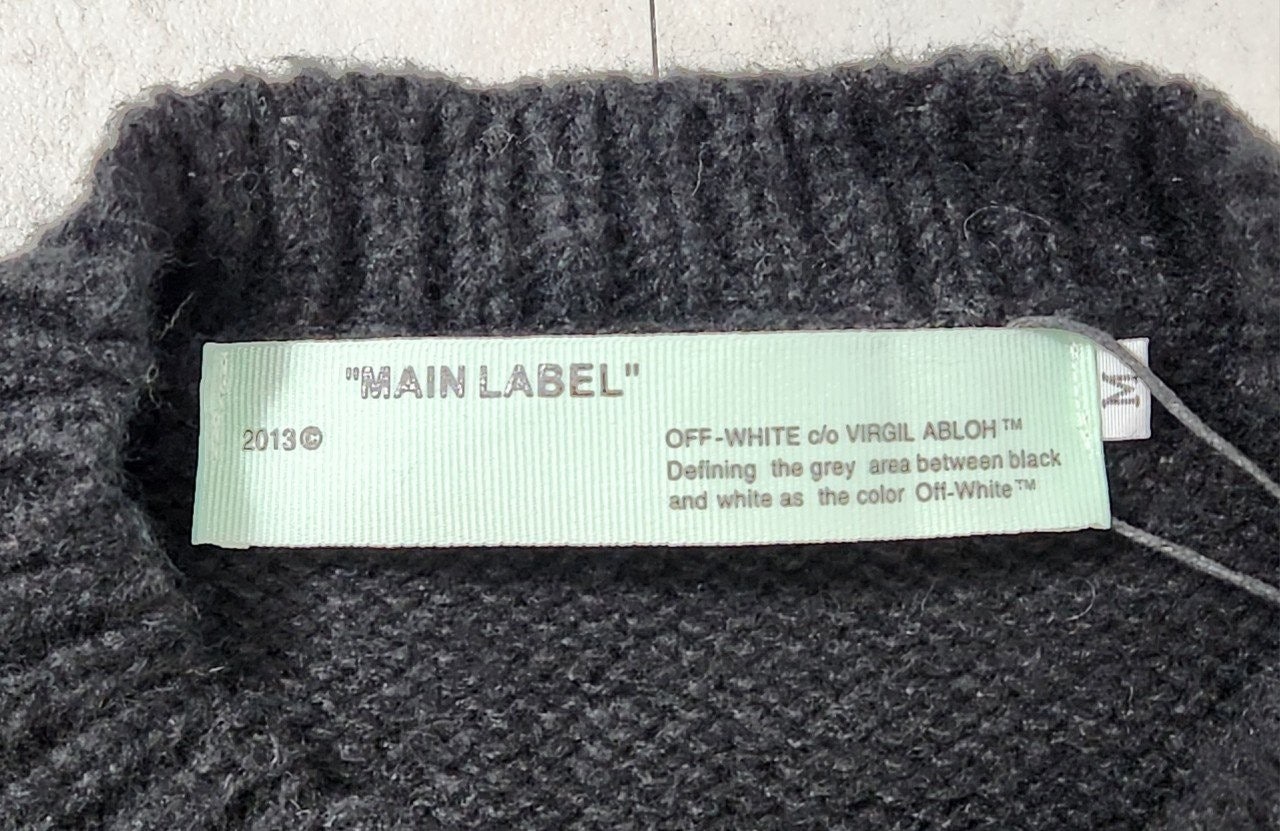 "MAIN LABEL"
2013©
OFF-WHITE c/o VIRGIL ABLOH™
Defining the grey area between black
and white as the color Off-White™
M